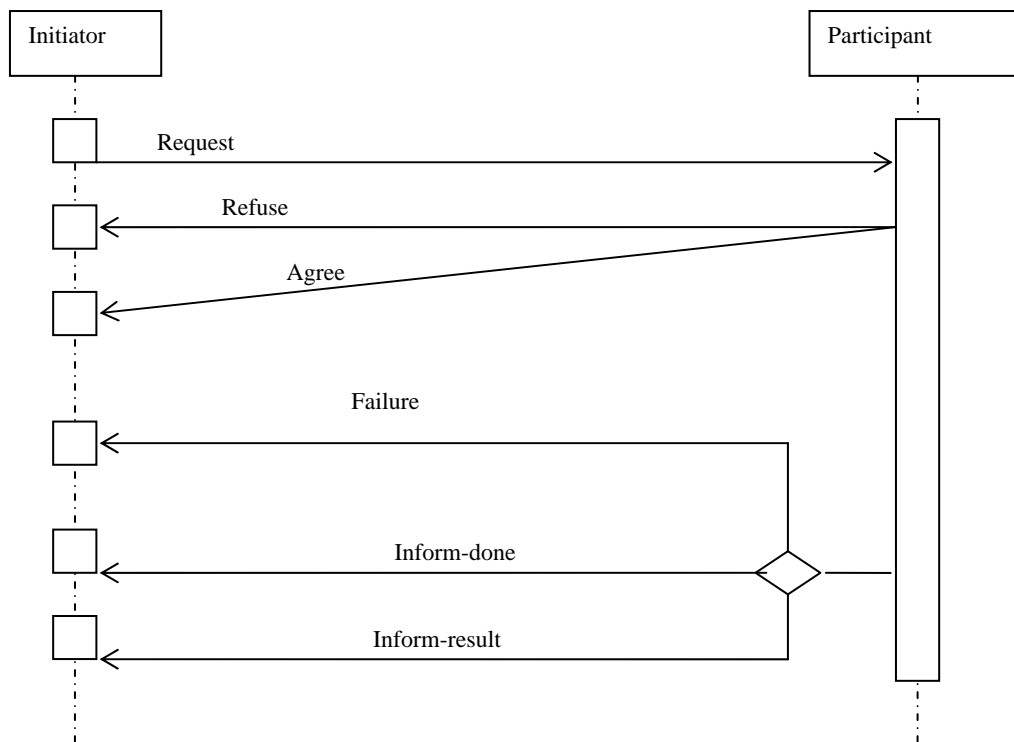 Initiator
Participant
Request
Refuse
Agree
Failure
Inform-done
Inform-result